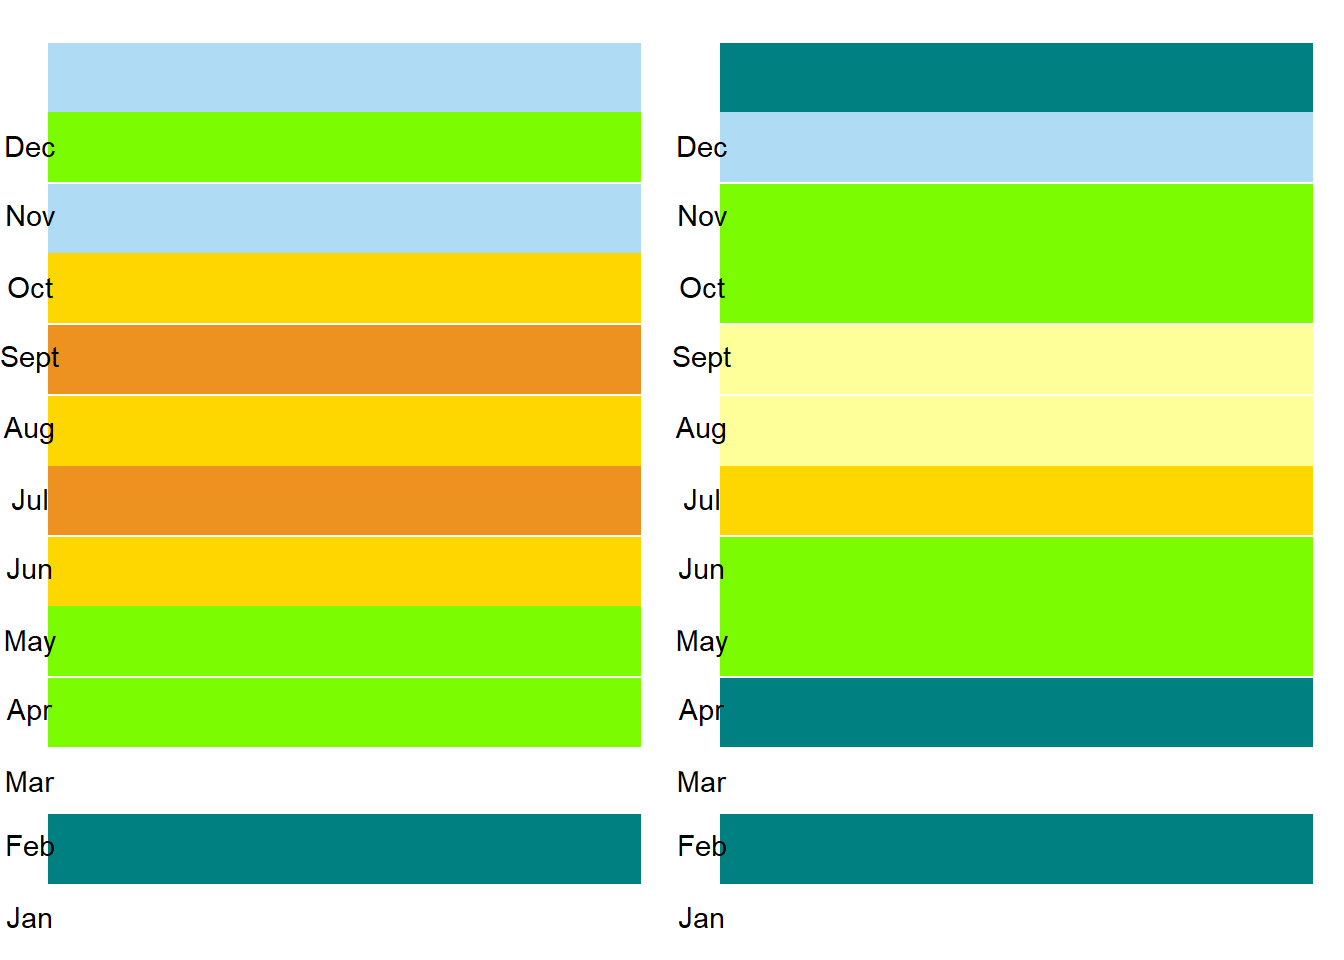 Dec
Nov
Oct
Sept
Aug
Jul
Jun
May
Apr
Mar
Feb
Jan
Dec
Nov
Oct
Sept
Aug
Jul
Jun
May
Apr
Mar
Feb
Jan